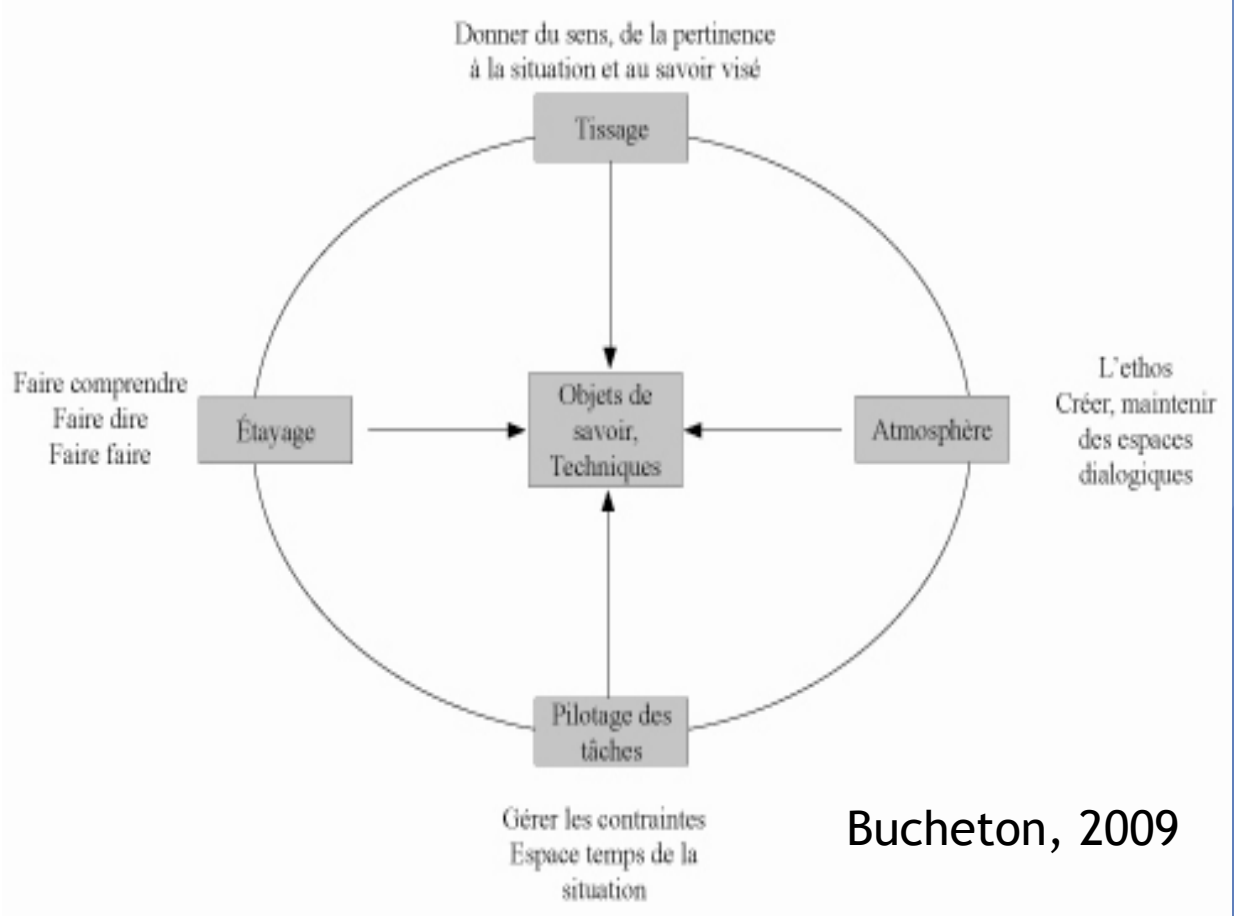 Donner du sens, de la pertinence
à la situation et au savoir visé
Tissage
Faire comprendre
Faire dire
Faire faire
Étayage
Objets de
savoir,
Techniques
Atmosphère
L'ethos
Créer, maintenir
des espaces
dialogiques
Pilotage des
tâches
Gérer les contraintes
Espace temps de la
situation
Bucheton, 2009